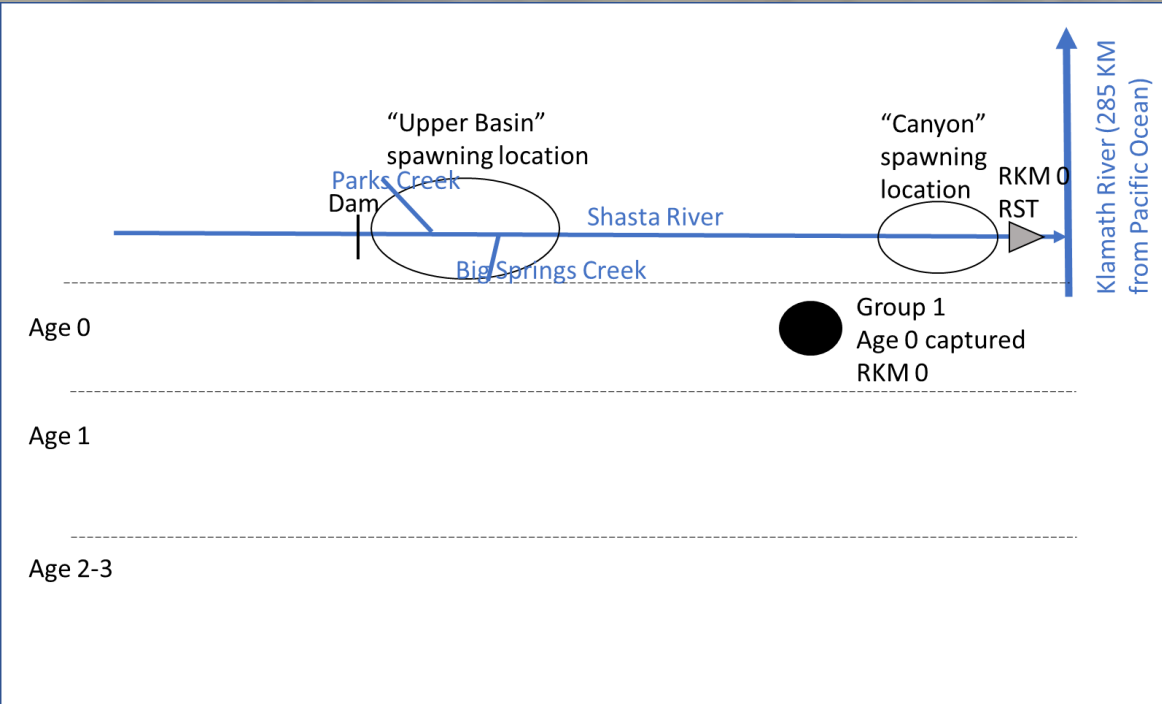 “Upper Basin”
spawning location
Parks Creek
Dam
Shasta River
Big Springs Creek
“Canyon”
spawning
location
RKM 0
RST
Klamath River (285 KM
from Pacific Ocean)
Age 0
Group 1
Age 0 captured
RKM 0
Age 1
Age 2-3